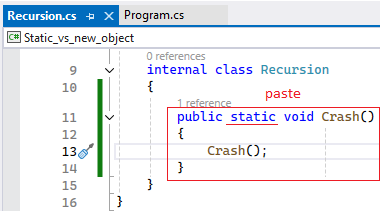 Recursion.cs Program.cs
Static_vs_new_object
0 references
9 internal class Recursion
10 {
paste
1 reference
11 public static void Crash()
12 {
13 Crash();
14 }
15 }
16 }